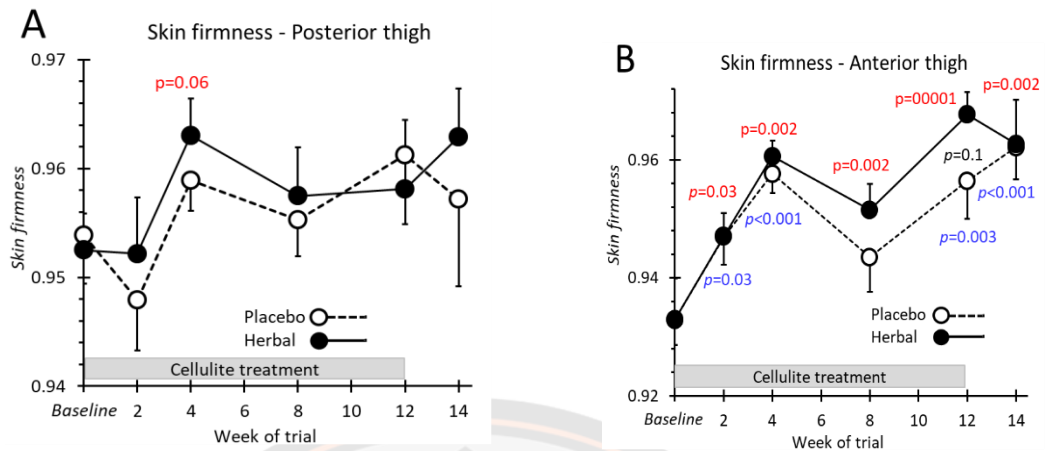 A
Skin firmness - Posterior thigh
0.97
0.96
0.95
0.94
Skin firmness
p=0.06
Placebo
Herbal
Cellulite treatment
Baseline 2 4 6 8 10 12 14
Week of trial
B
Skin firmness - Anterior thigh
0.96
0.94
0.92
Skin firmness
p=0.03
p=0.002
p=0.002
p=00001
p=0.002
p=0.1
p=0.03
p<0.001
p=0.003
p<0.001
Placebo
Herbal
Cellulite treatment
Baseline 2 4 6 8 10 12 14
Week of trial